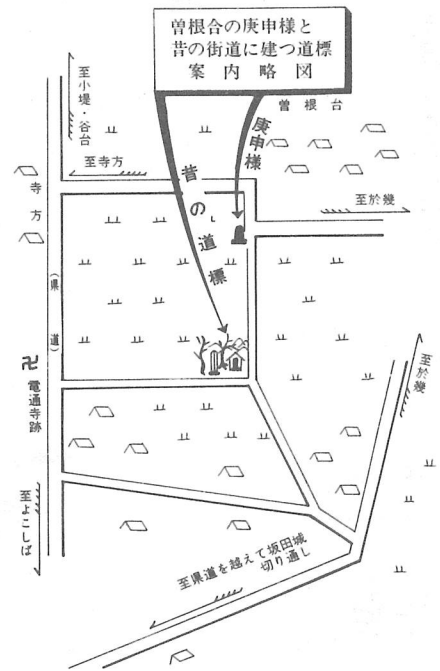 曽根合の庚申様と
昔の街道に建つ道標
案内略図
至小堤・谷台
曽根台
庚申様
至寺方
昔の道標
至於幾
寺方
(県道)
至於幾
卍電通寺跡
至よこしば
至県道を越えて坂田城
切り通し